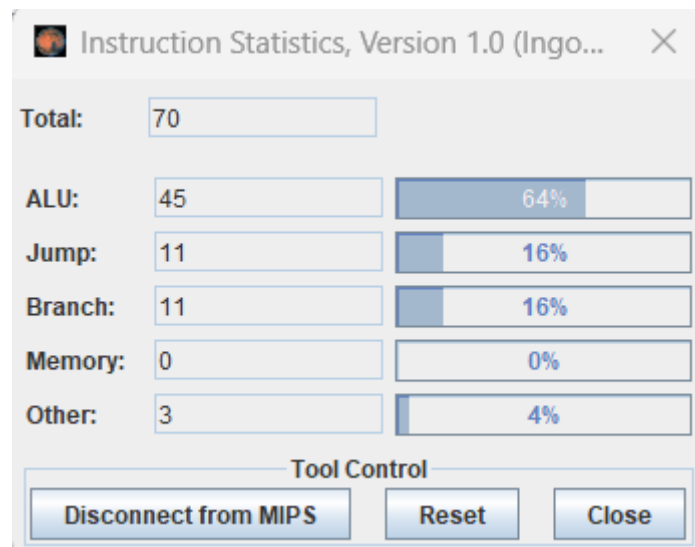 Instruction Statistics, Version 1.0 (Ingo...
Total: 70
ALU: 45 64%
Jump: 11 16%
Branch: 11 16%
Memory: 0 0%
Other: 3 4%
Tool Control
Disconnect from MIPS Reset Close